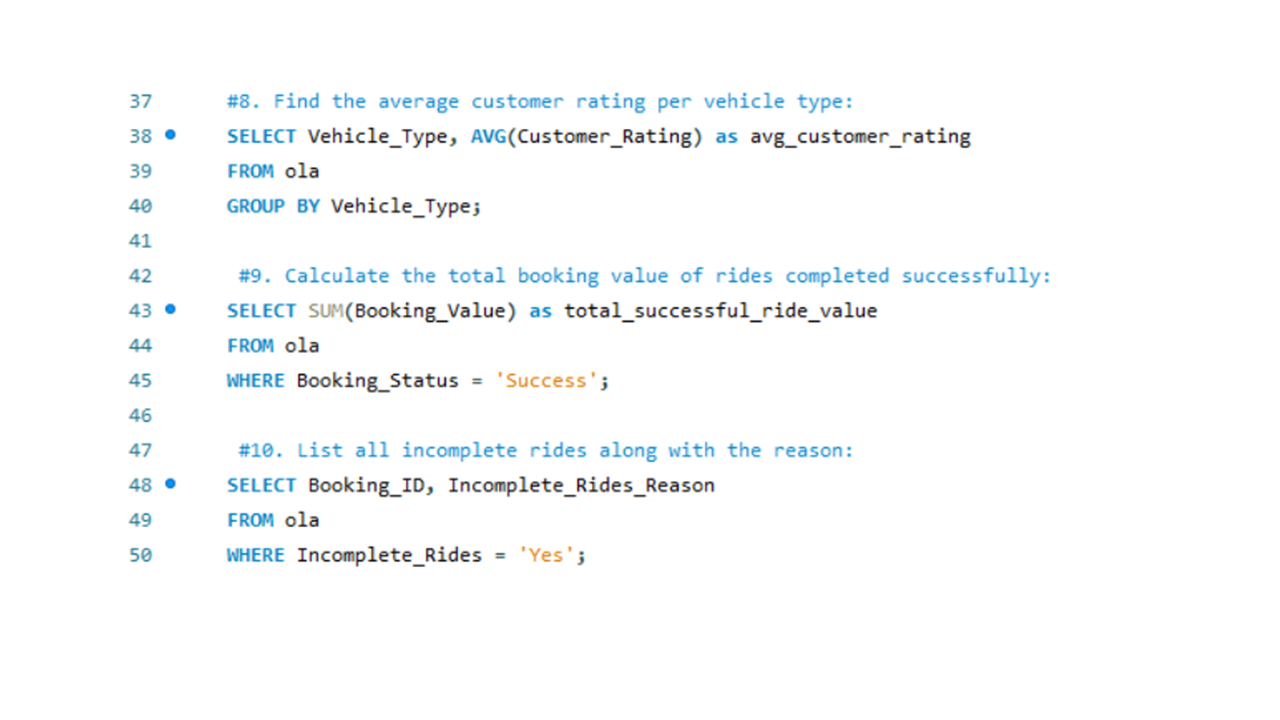 37 #8. Find the average customer rating per vehicle type:
38 SELECT Vehicle_Type, AVG(Customer_Rating) as avg_customer_rating
39 FROM ola
40 GROUP BY Vehicle_Type;
41
42 #9. Calculate the total booking value of rides completed successfully:
43 SELECT SUM(Booking_Value) as total_successful_ride_value
44 FROM ola
45 WHERE Booking_Status = 'Success';
46
47 #10. List all incomplete rides along with the reason:
48 SELECT Booking_ID, Incomplete_Rides_Reason
49 FROM ola
50 WHERE Incomplete_Rides = 'Yes';